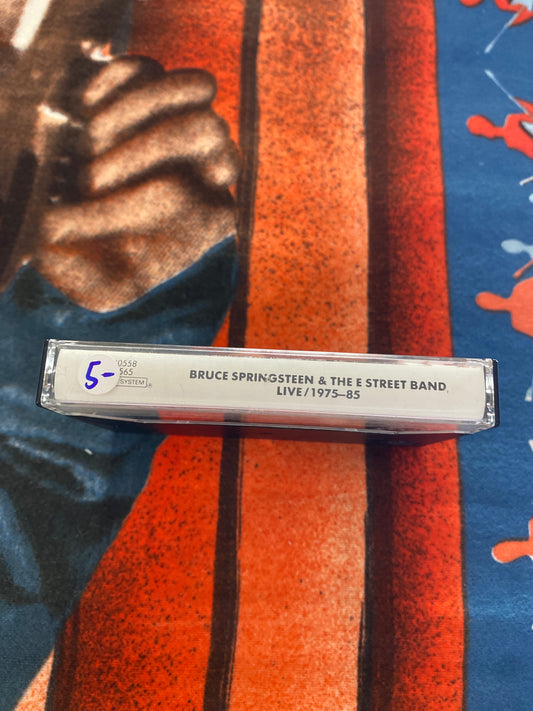 5-
0558
565
SYSTEM
BRUCE SPRINGSTEEN & THE E STREET BAND
LIVE/1975–85